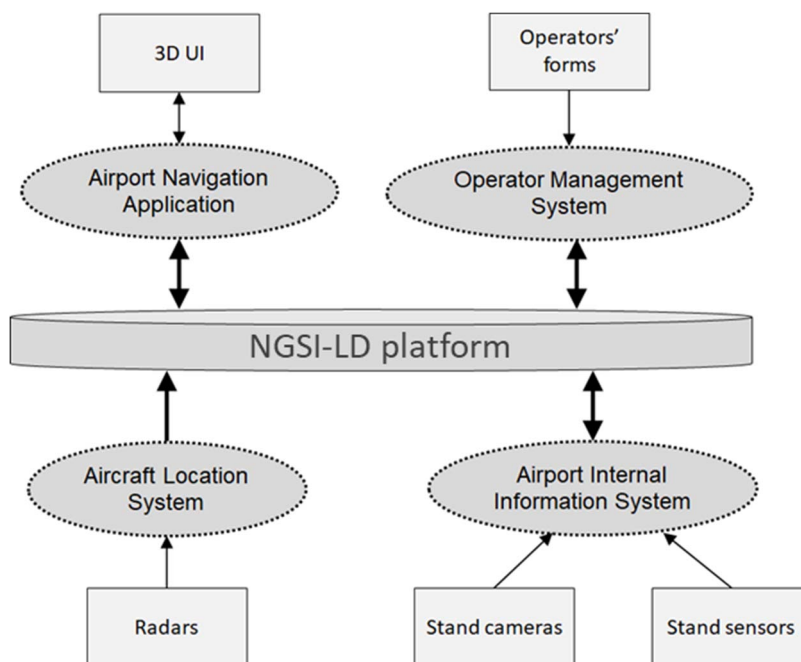 3D UI
Operators'
forms
Airport Navigation
Application
Operator Management
System
NGSI-LD platform
Aircraft Location
System
Airport Internal
Information System
Radars
Stand cameras
Stand sensors